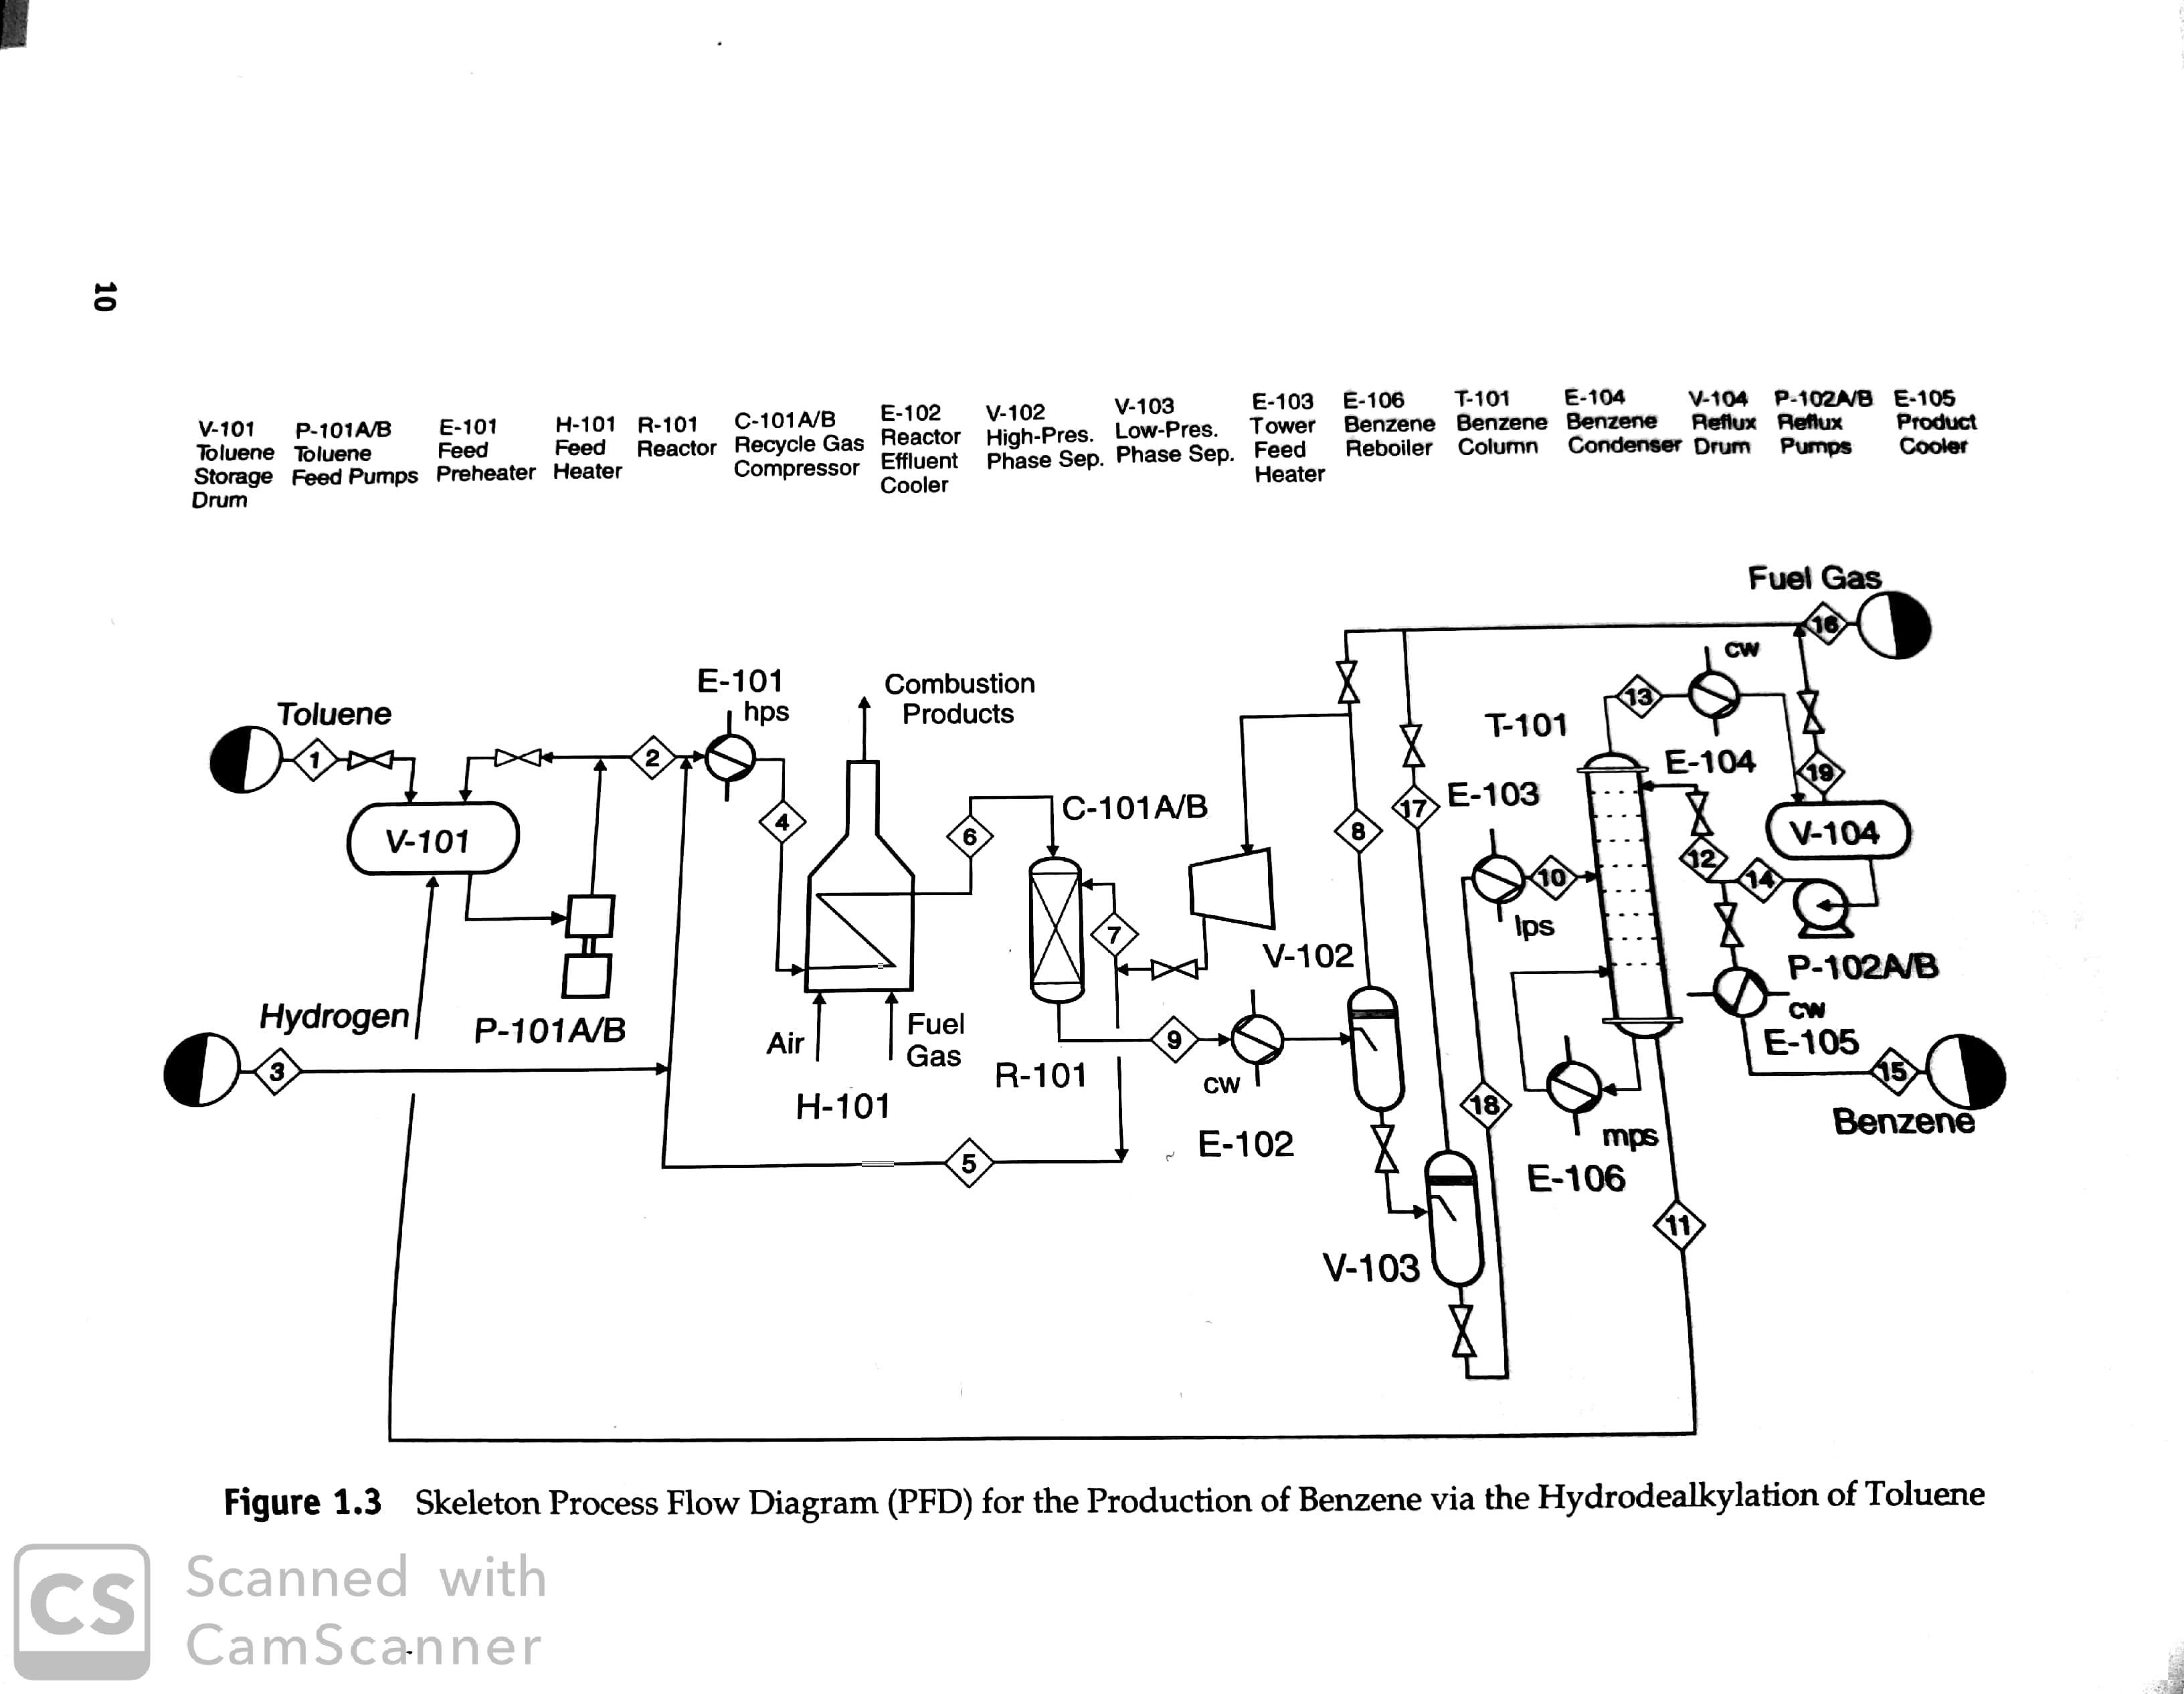 10
V-101
Toluene
Storage
Drum
P-101A/B
Toluene
Feed Pumps
E-101
Feed
Preheater
H-101
Feed
Heater
R-101
Reactor
C-101A/B
Recycle Gas
Compressor
E-102
Reactor
Effluent
Cooler
V-102
High-Pres.
Phase Sep.
V-103
Low-Pres.
Phase Sep.
E-103
Tower
Feed
Heater
E-106
Benzene
Reboiler
T-101
Benzene
Column
E-104
Benzene
Condenser
V-104
Reflux
Drum
P-102A/B
Reflux
Pumps
E-105
Product
Cooler
Fuel Gas
16
cw
13
E-101
hps
Combustion
Products
Toluene
1
2
T-101
E-104
19
E-103
17
C-101A/B
4
6
8
V-101
V-104
12
14
10
lps
7
V-102
P-102A/B
cw
E-105
Hydrogen
P-101A/B
Air
Fuel
Gas
9
3
R-101
cw
15
Benzene
H-101
18
mps
E-102
5
E-106
11
V-103
Figure 1.3 Skeleton Process Flow Diagram (PFD) for the Production of Benzene via the Hydrodealkylation of Toluene
CS
Scanned with
CamScanner